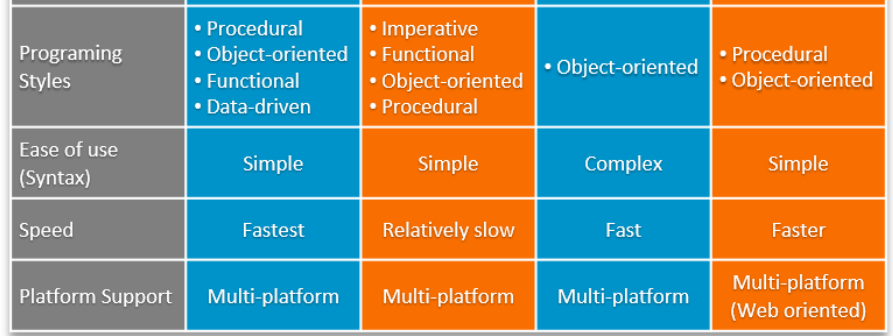 Programing
Styles
• Procedural
• Object-oriented
• Functional
• Data-driven
• Imperative
• Functional
• Object-oriented
• Procedural
• Object-oriented
• Procedural
• Object-oriented
Ease of use
(Syntax)
Simple
Simple
Complex
Simple
Speed
Fastest
Relatively slow
Fast
Faster
Platform Support
Multi-platform
Multi-platform
Multi-platform
Multi-platform
(Web oriented)